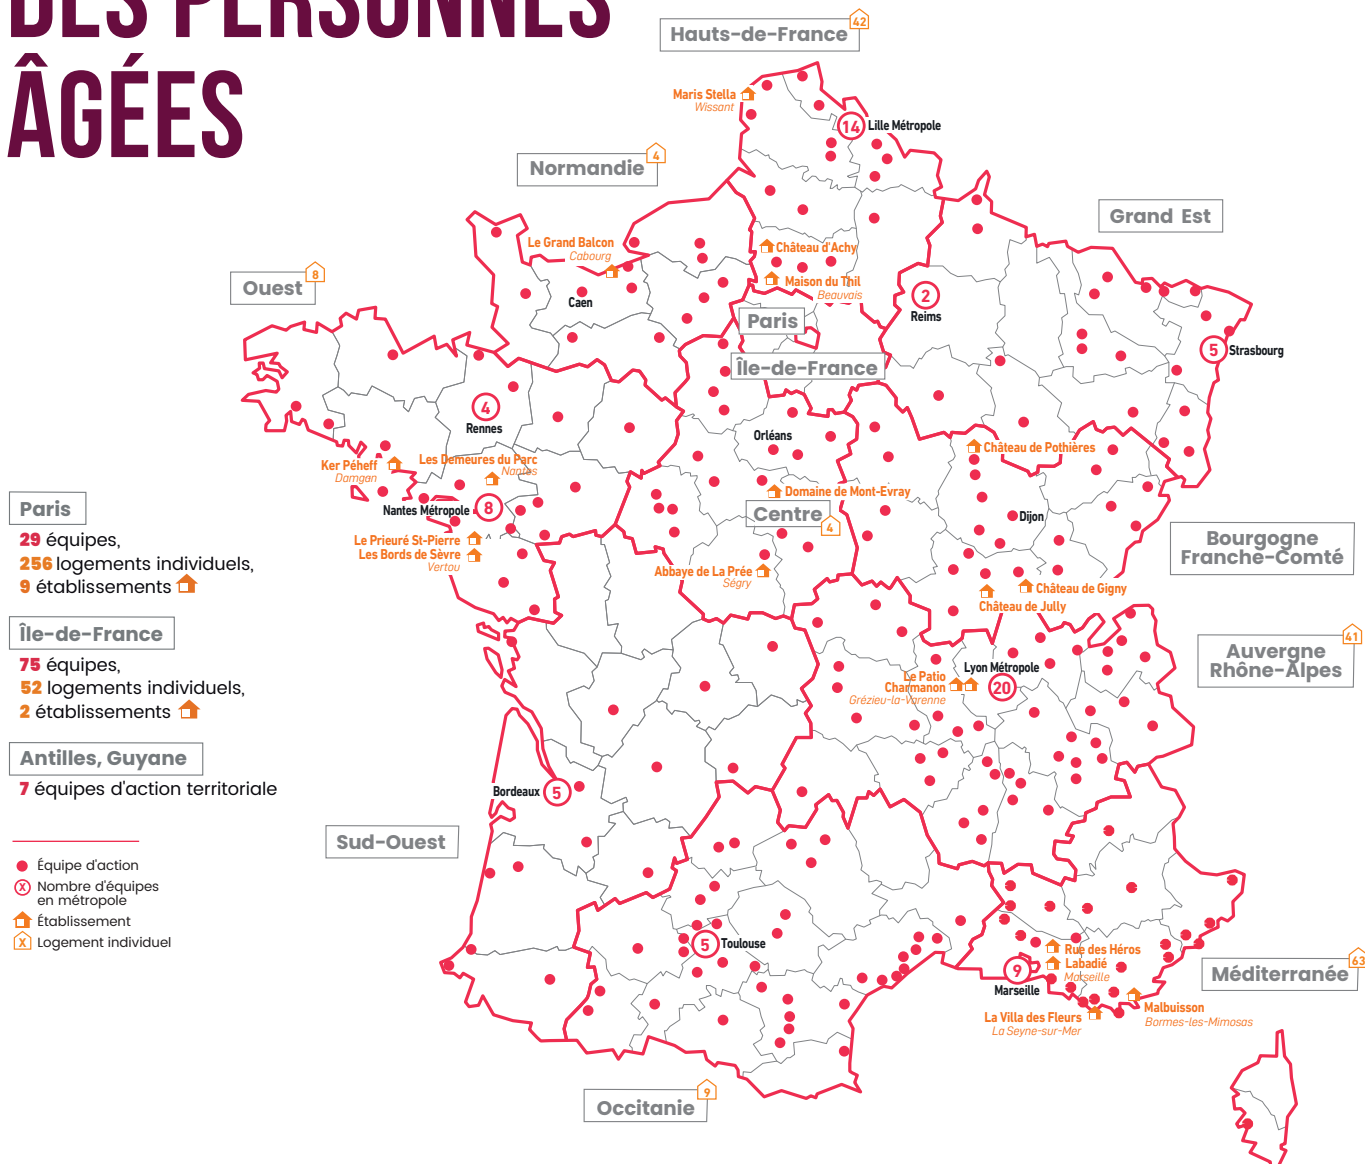 DES PERSONNES
ÂGÉES
Hauts-de-France
42
Maris Stella
Wissant
14
Lille Métropole
Normandie
4
Grand Est
Le Grand Balcon
Cabourg
Château d'Achy
Maison du Thil
Beauvais
Ouest
8
Caen
2
Reims
Paris
5
Strasbourg
Île-de-France
4
Rennes
Orléans
Ker Péheff
Damgan
Les Demeures du Parc
Nantes
Château de Pothières
Domaine de Mont-Evray
Nantes Métropole
8
Centre
4
Dijon
Bourgogne
Franche-Comté
Le Prieuré St-Pierre
Les Bords de Sèvre
Vertou
Abbaye de La Prée
Ségry
Château de Gigny
Château de Jully
Paris
29 équipes,
256 logements individuels,
9 établissements
Île-de-France
75 équipes,
52 logements individuels,
2 établissements
Antilles, Guyane
7 équipes d'action territoriale
Auvergne
Rhône-Alpes
41
Lyon Métropole
20
Le Patio
Charmanon
Grézieu-la-Varenne
Bordeaux
5
Sud-Ouest
Équipe d'action
X
Nombre d'équipes
en métropole
Établissement
X
Logement individuel
5
Toulouse
Rue des Héros
Labadié
Marseille
9
Marseille
Méditerranée
63
Malbuisson
Bormes-les-Mimosas
La Villa des Fleurs
La Seyne-sur-Mer
Occitanie
9